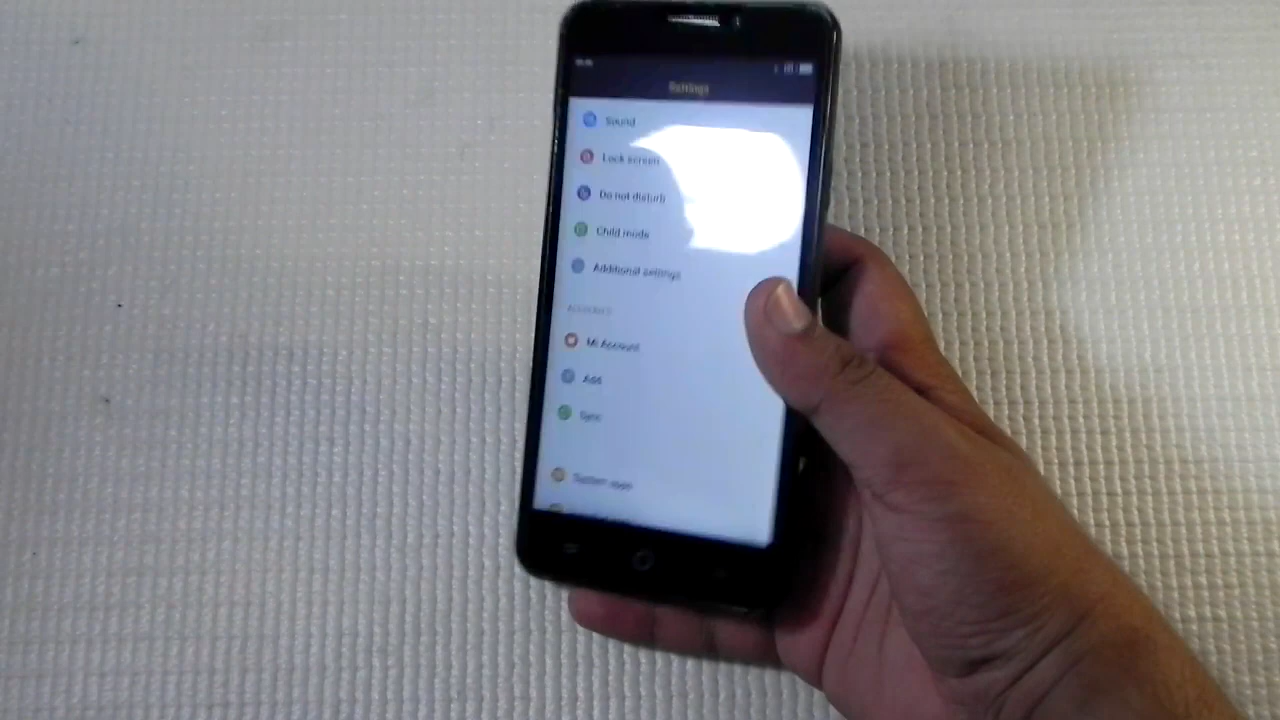 Settings
Sound
Lock screen
Do not disturb
Child mode
Additional settings
ACCOUNTS
Mi Account
Add
Sync
System apps